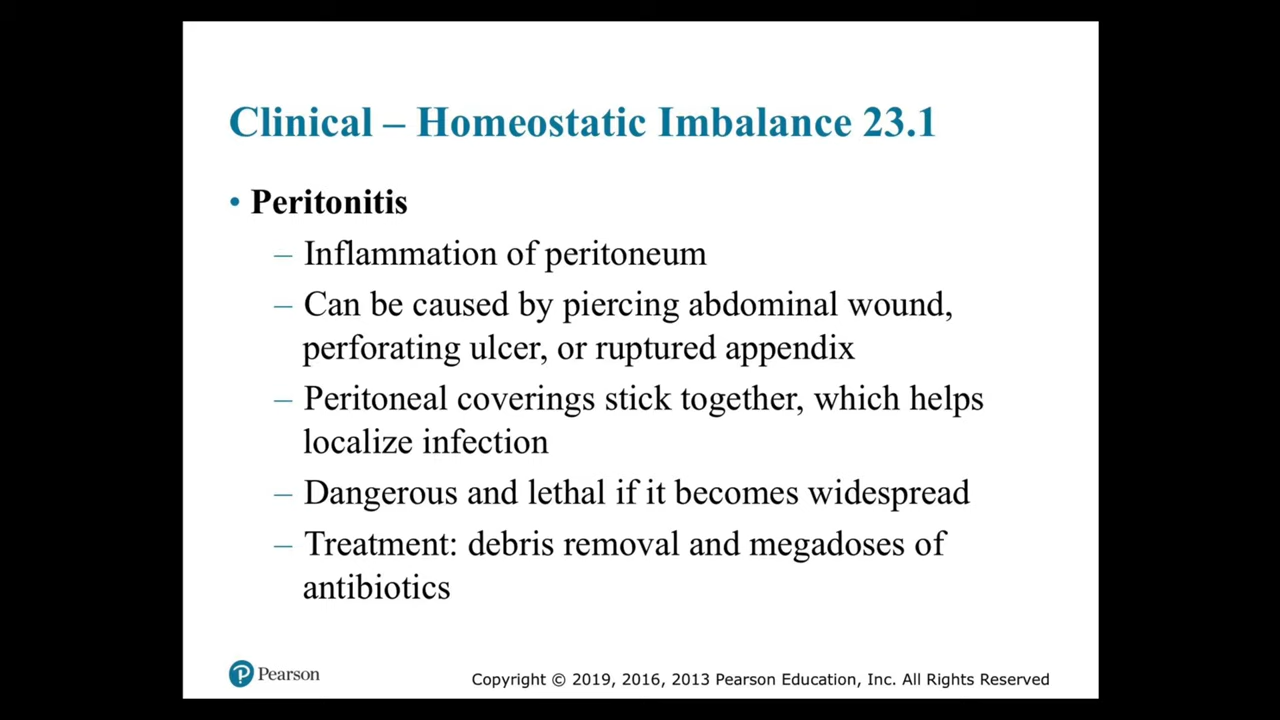 Clinical – Homeostatic Imbalance 23.1
• Peritonitis
– Inflammation of peritoneum
– Can be caused by piercing abdominal wound,
perforating ulcer, or ruptured appendix
– Peritoneal coverings stick together, which helps
localize infection
– Dangerous and lethal if it becomes widespread
– Treatment: debris removal and megadoses of
antibiotics
P Pearson
Copyright © 2019, 2016, 2013 Pearson Education, Inc. All Rights Reserved